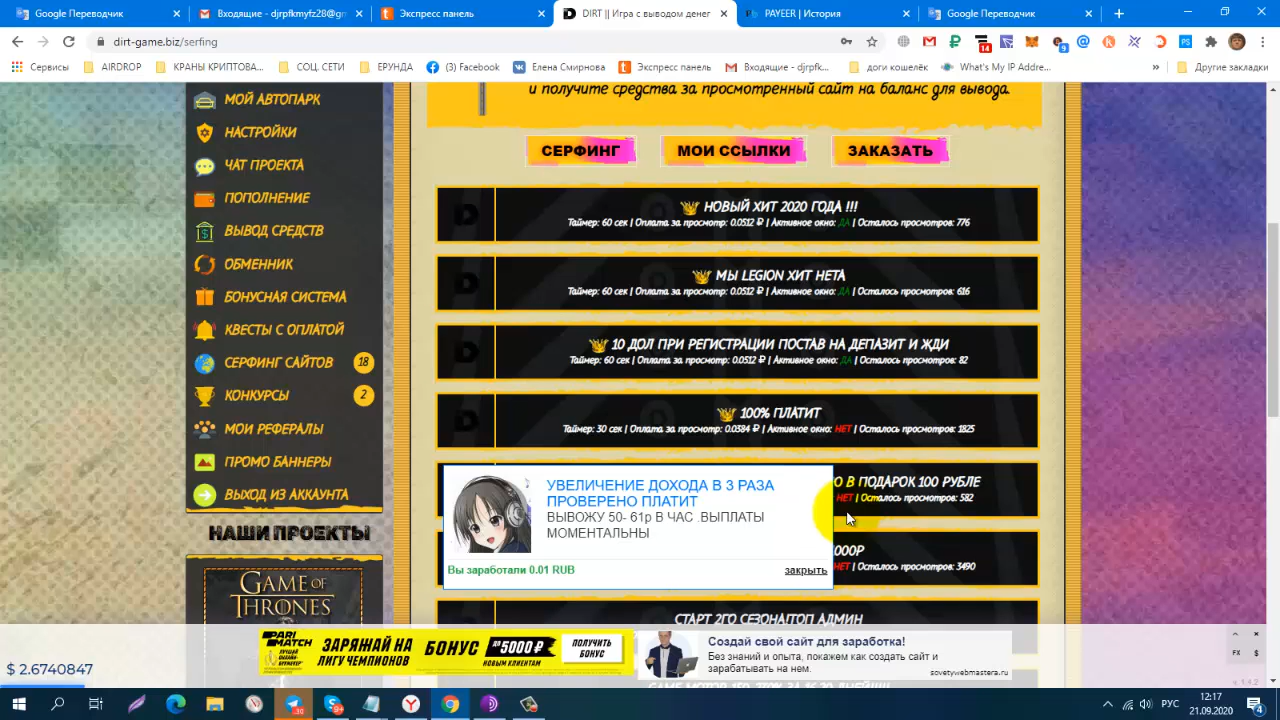 Google Переводчик
Входящие - djrpfkmyfz28@gm
Экспресс панель
DIRT || Игра с выводом денег
PAYEER | История
Google Переводчик
dirt-game.biz/serfing
14
9
Сервисы
AIRDROP
КРАНЫ КРИПТОВА...
СОЦ. СЕТИ
ЕРУНДА
(3) Facebook
Елена Смирнова
Экспресс панель
Входящие - djrpfk...
доги кошелёк
What's My IP Addre...
Другие закладки
и получите средства за просмотренный сайт на баланс для вывода.
СЕРФИНГ
МОИ ССЫЛКИ
ЗАКАЗАТЬ
МОЙ АВТОПАРК
НАСТРОЙКИ
ЧАТ ПРОЕКТА
ПОПОЛНЕНИЕ
ВЫВОД СРЕДСТВ
ОБМЕННИК
БОНУСНАЯ СИСТЕМА
КВЕСТЫ С ОПЛАТОЙ
СЕРФИНГ САЙТОВ 18
КОНКУРСЫ 2
МОИ РЕФЕРАЛЫ
ПРОМО БАННЕРЫ
ВЫХОД ИЗ АККАУНТА
НАШИ ПРОЕКТЫ
GAME OF
THRONES
НОВЫЙ ХИТ 2020 ГОДА !!!
Таймер: 60 сек | Оплата за просмотр: 0.0512 ₽ | Активное окно: ДА | Осталось просмотров: 776
МЫ LEGION ХИТ НЕТА
Таймер: 60 сек | Оплата за просмотр: 0.0512 ₽ | Активное окно: ДА | Осталось просмотров: 616
10 ДОЛ ПРИ РЕГИСТРАЦИИ ПОСТАВ НА ДЕПАЗИТ И ЖДИ
Таймер: 60 сек | Оплата за просмотр: 0.0512 ₽ | Активное окно: ДА | Осталось просмотров: 82
100% ПЛАТИТ
Таймер: 30 сек | Оплата за просмотр: 0.0384 ₽ | Активное окно: НЕТ | Осталось просмотров: 1825
О В ПОДАРОК 100 РУБЛЕ
НЕТ | Осталось просмотров: 582
000Р
НЕТ | Осталось просмотров: 3490
УВЕЛИЧЕНИЕ ДОХОДА В 3 РАЗА
ПРОВЕРЕНО ПЛАТИТ
ВЫВОЖУ 50- 61р В ЧАС .ВЫПЛАТЫ
МОМЕНТАЛЬНЫ
Вы заработали 0.01 RUB
закрыть
СТАРТ 2ГО СЕЗОНА!ТОП АДМИН
PARIMATCH
ЗАРЯЖАЙ НА
ЛИГУ ЧЕМПИОНОВ
БОНУС
ДО 5000₽
НОВЫМ КЛИЕНТАМ
ПОЛУЧИТЬ
БОНУС
Создай свой сайт для заработка!
Без знаний и опыта, покажем как создать сайт и
зарабатывать на нем.
sovetywebmastera.ru
FX $
v 1.9.2
$ 2.6740847
30
9+
РУС
12:17
21.09.2020
4